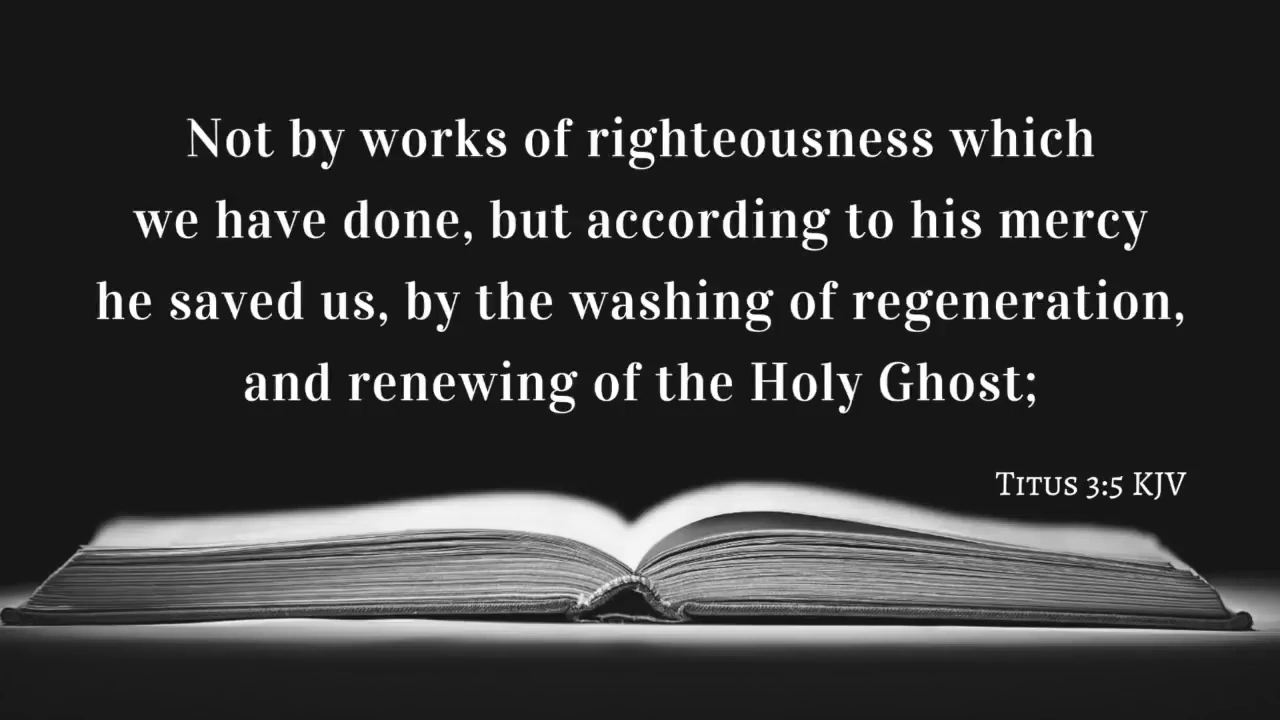 Not by works of righteousness which
we have done, but according to his mercy
he saved us, by the washing of regeneration,
and renewing of the Holy Ghost;
Titus 3:5 KJV